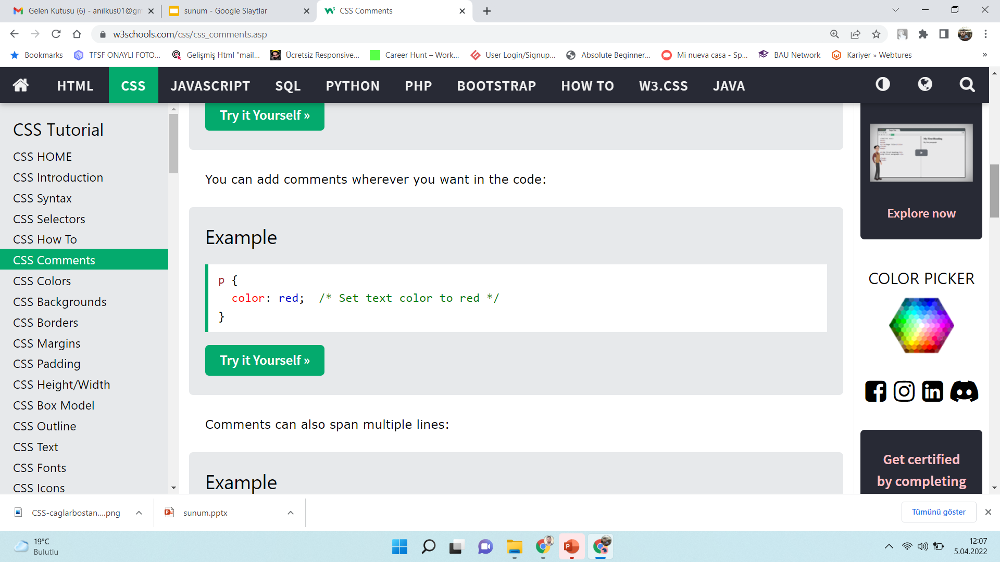 Gelen Kutusu (6) - anilkus01@gm
sunum - Google Slaytlar
CSS Comments
w3schools.com/css/css_comments.asp
Bookmarks
TFSF ONAYLI FOTO...
Gelişmiş Html "mail...
Ücretsiz Responsive...
Career Hunt – Work...
User Login/Signup...
Absolute Beginner...
Mi nueva casa - Sp...
BAU Network
Kariyer » Webtures
»
HTML
CSS
JAVASCRIPT
SQL
PYTHON
PHP
BOOTSTRAP
HOW TO
W3.CSS
JAVA
CSS Tutorial
CSS HOME
CSS Introduction
CSS Syntax
CSS Selectors
CSS How To
CSS Comments
CSS Colors
CSS Backgrounds
CSS Borders
CSS Margins
CSS Padding
CSS Height/Width
CSS Box Model
CSS Outline
CSS Text
CSS Fonts
CSS Icons
Try it Yourself »
You can add comments wherever you want in the code:
Example
p {
color: red;  /* Set text color to red */
}
Try it Yourself »
Comments can also span multiple lines:
Example
My First Heading
Explore now
COLOR PICKER
Get certified
by completing
CSS-caglarbostan....png
sunum.pptx
Tümünü göster
19°C
Bulutlu
12:07
5.04.2022